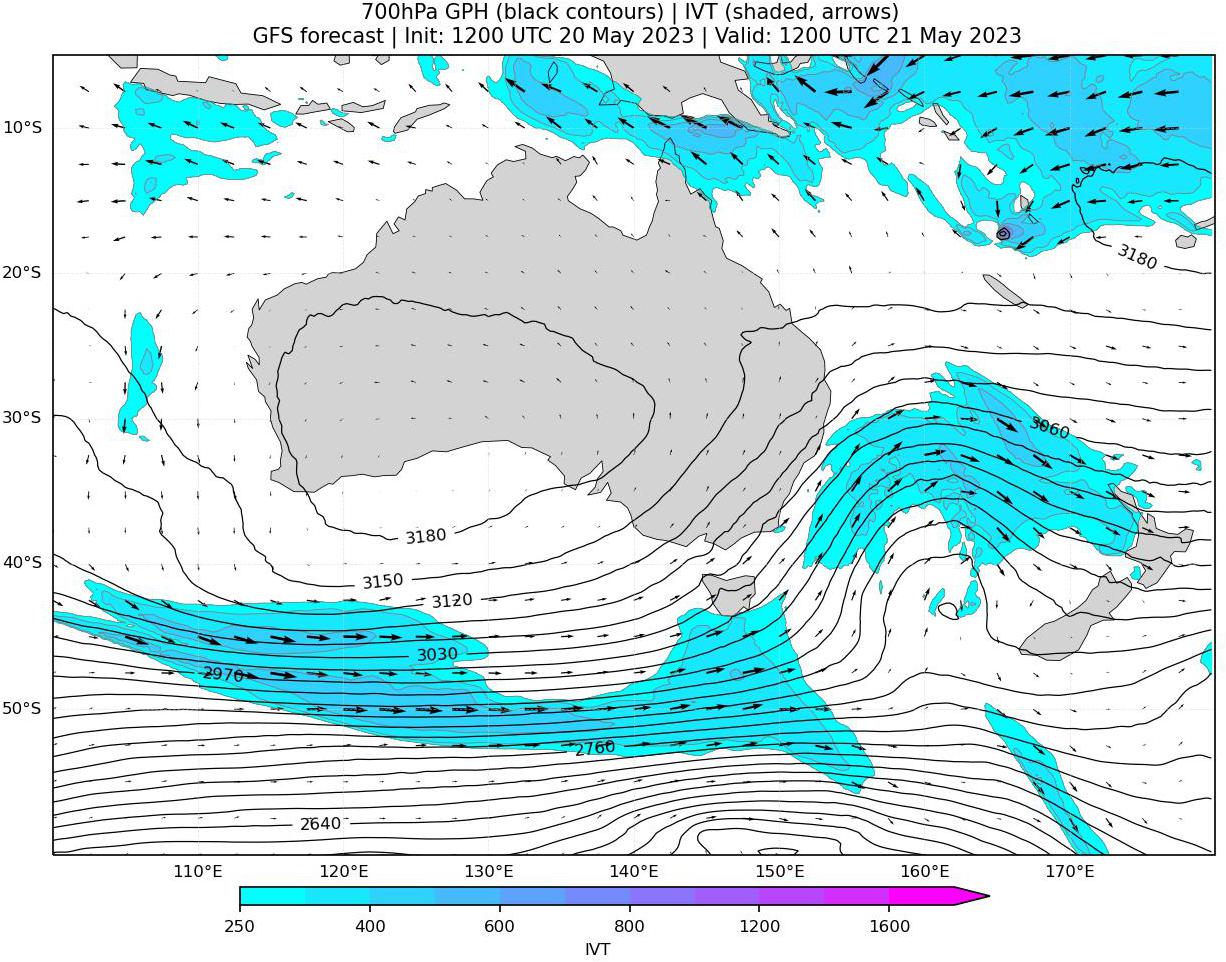 700hPa GPH (black contours) | IVT (shaded, arrows)
GFS forecast | Init: 1200 UTC 20 May 2023 | Valid: 1200 UTC 21 May 2023
10°S
20°S
30°S
40°S
50°S
3180
3060
3180
3150
3120
3030
2970
2760
2640
110°E
120°E
130°E
140°E
150°E
160°E
170°E
250
400
600
800
1200
1600
IVT